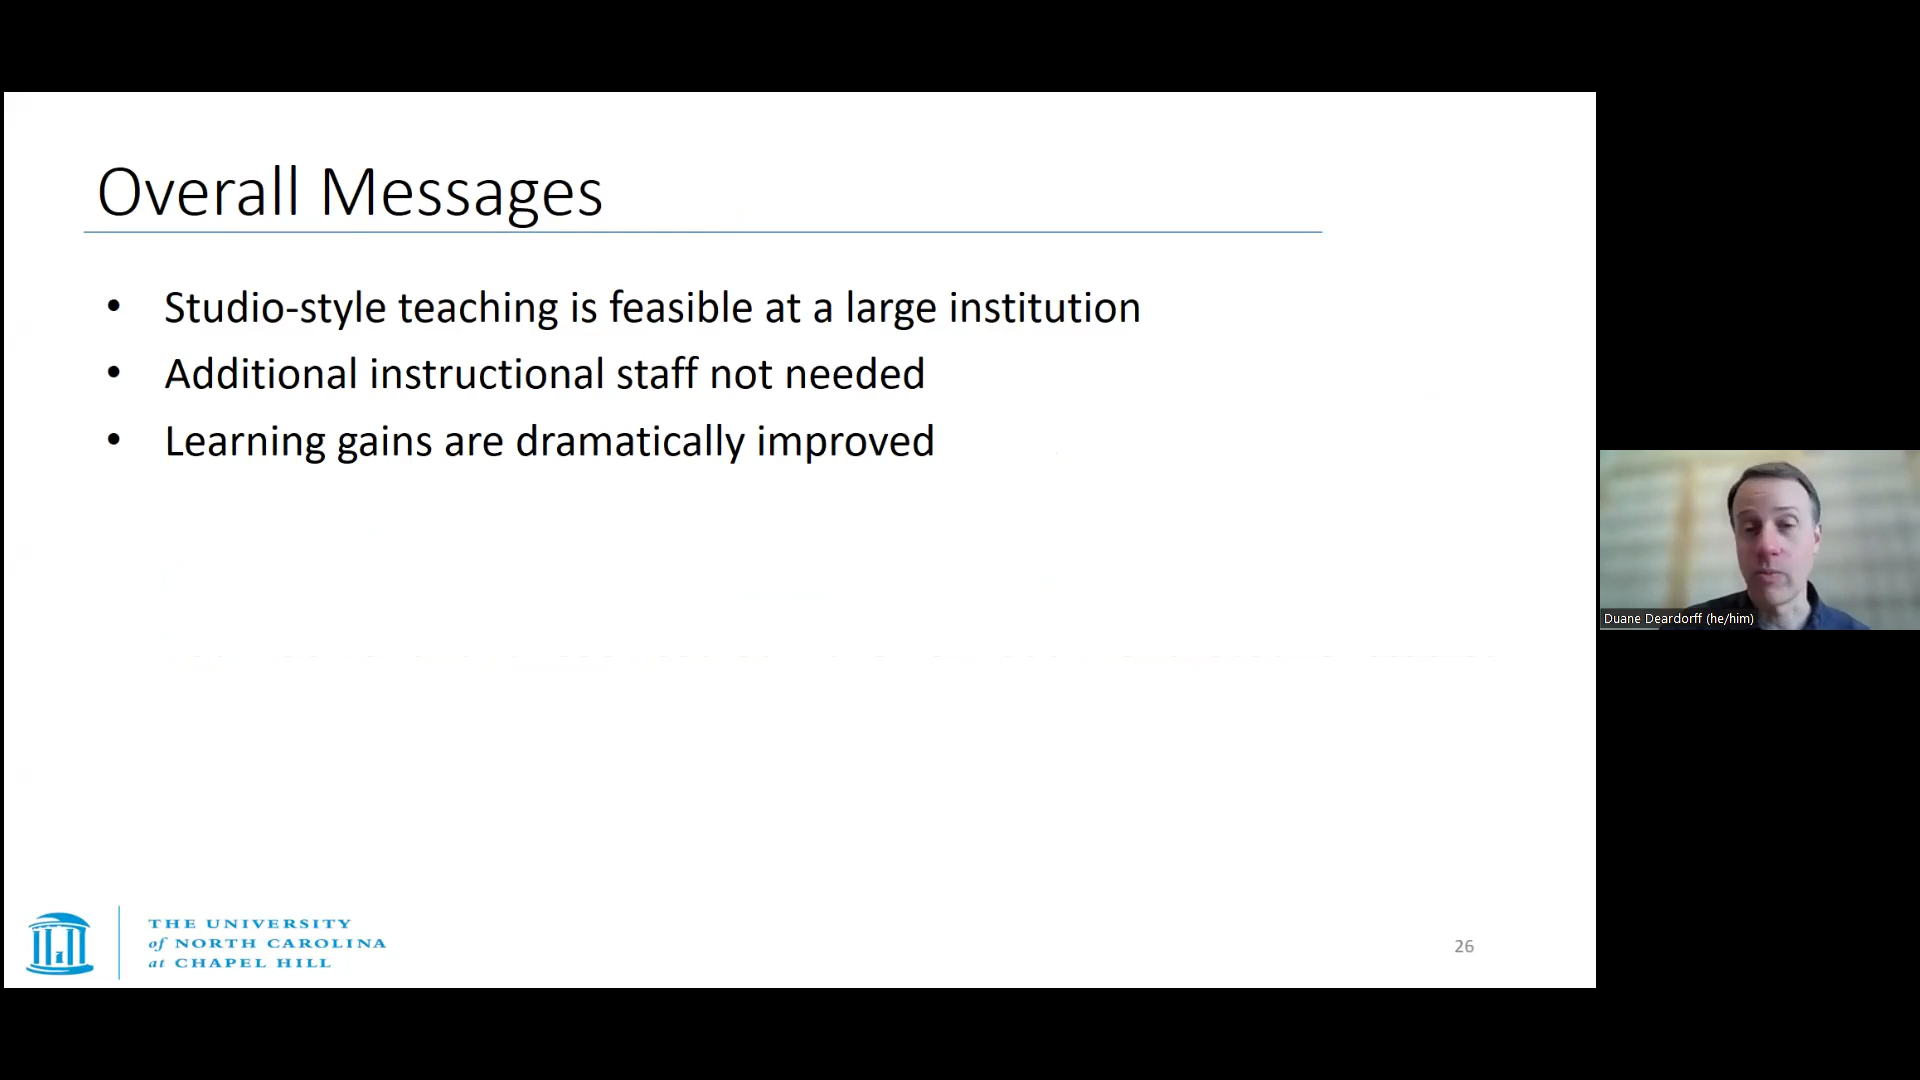 Overall Messages
• Studio-style teaching is feasible at a large institution
• Additional instructional staff not needed
• Learning gains are dramatically improved
Duane Deardorff (he/him)
THE UNIVERSITY
of NORTH CAROLINA
at CHAPEL HILL
26